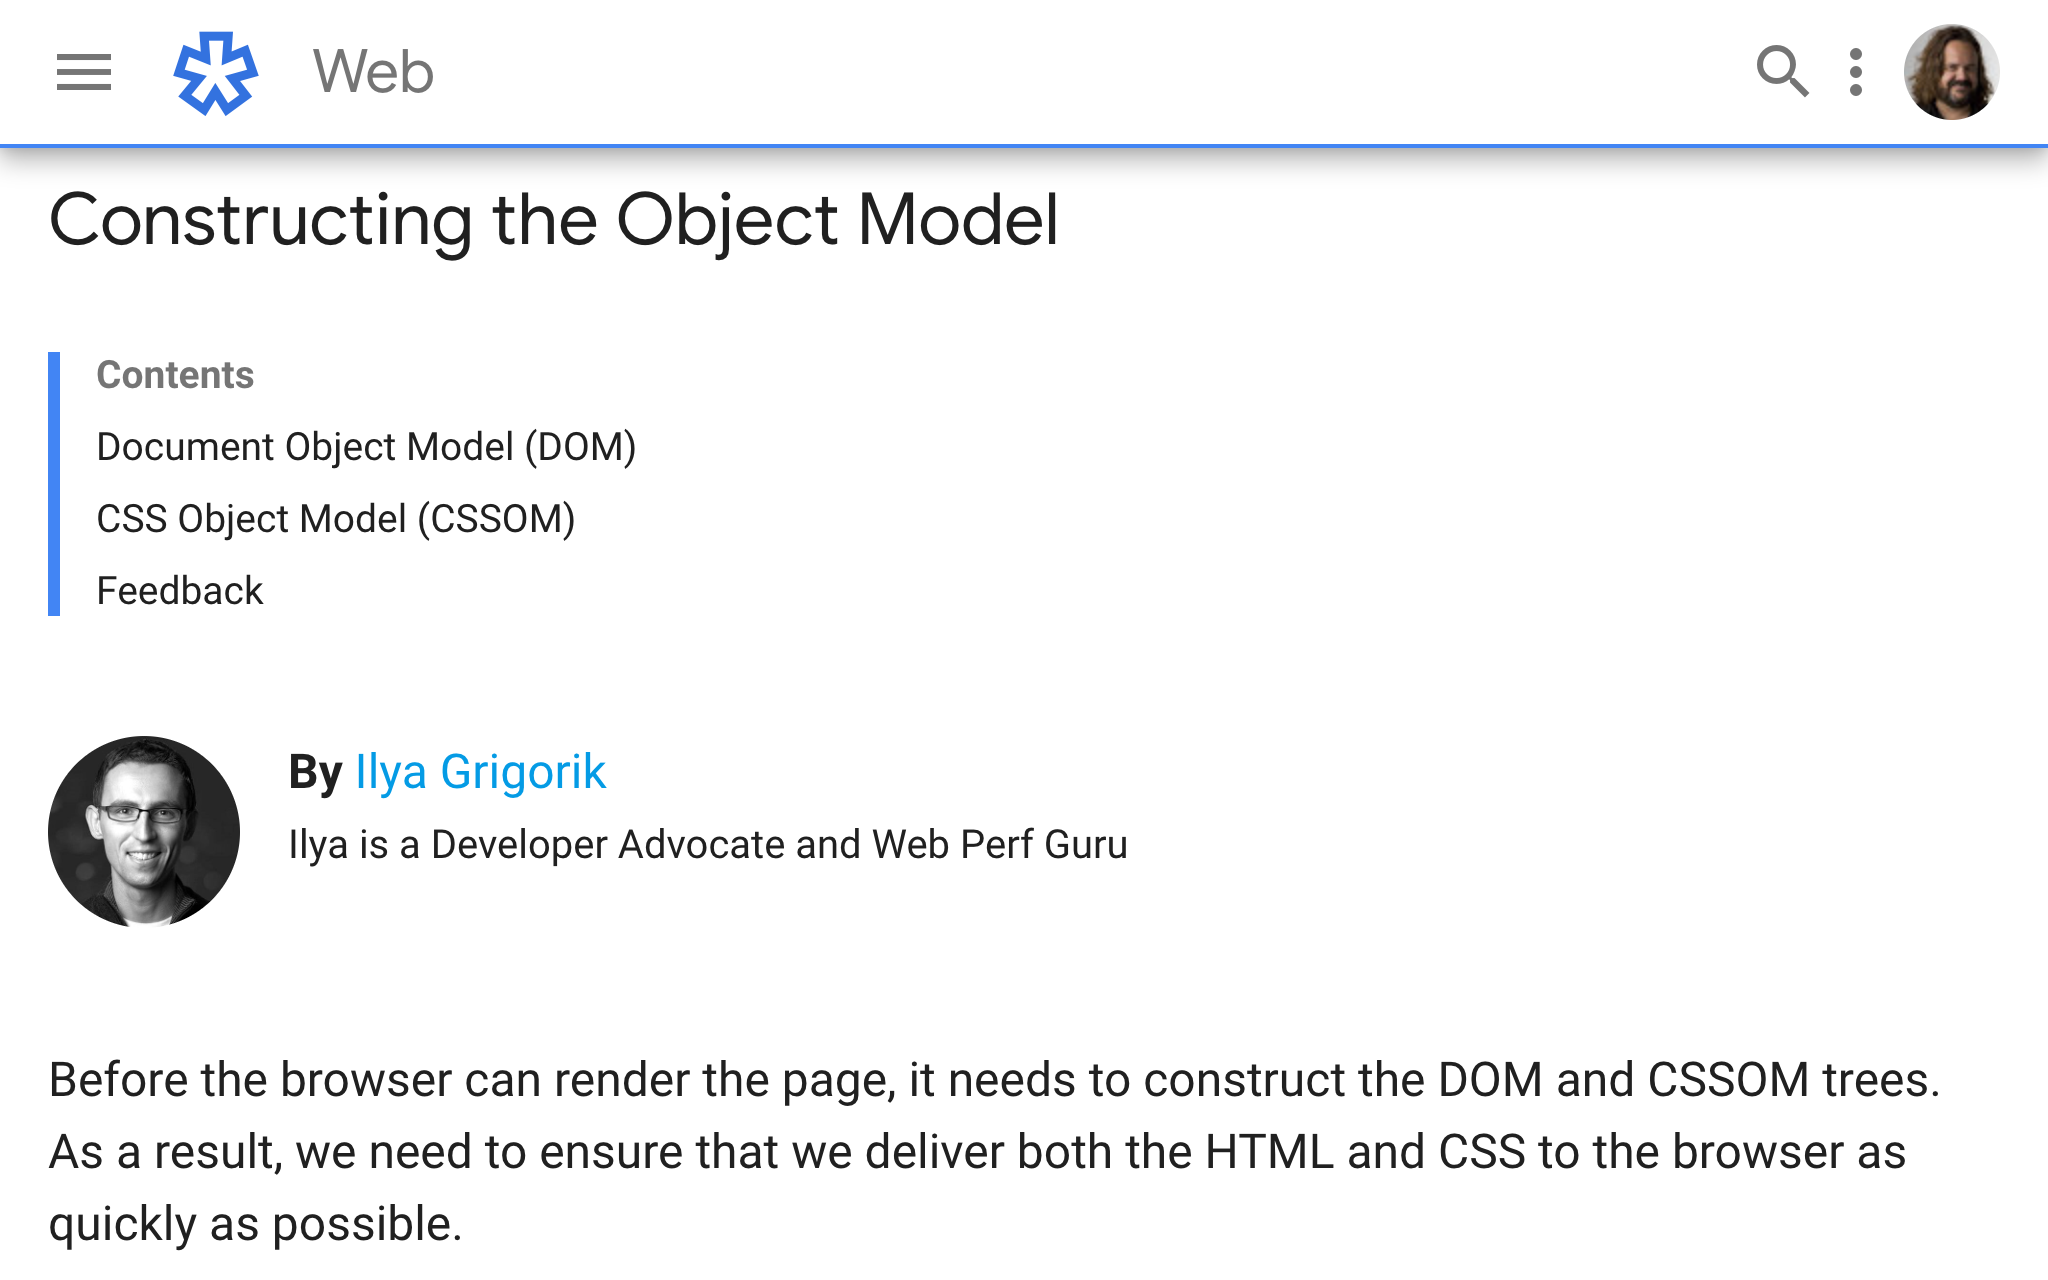 Web
Constructing the Object Model
Contents
Document Object Model (DOM)
CSS Object Model (CSSOM)
Feedback
By Ilya Grigorik
Ilya is a Developer Advocate and Web Perf Guru
Before the browser can render the page, it needs to construct the DOM and CSSOM trees.
As a result, we need to ensure that we deliver both the HTML and CSS to the browser as
quickly as possible.